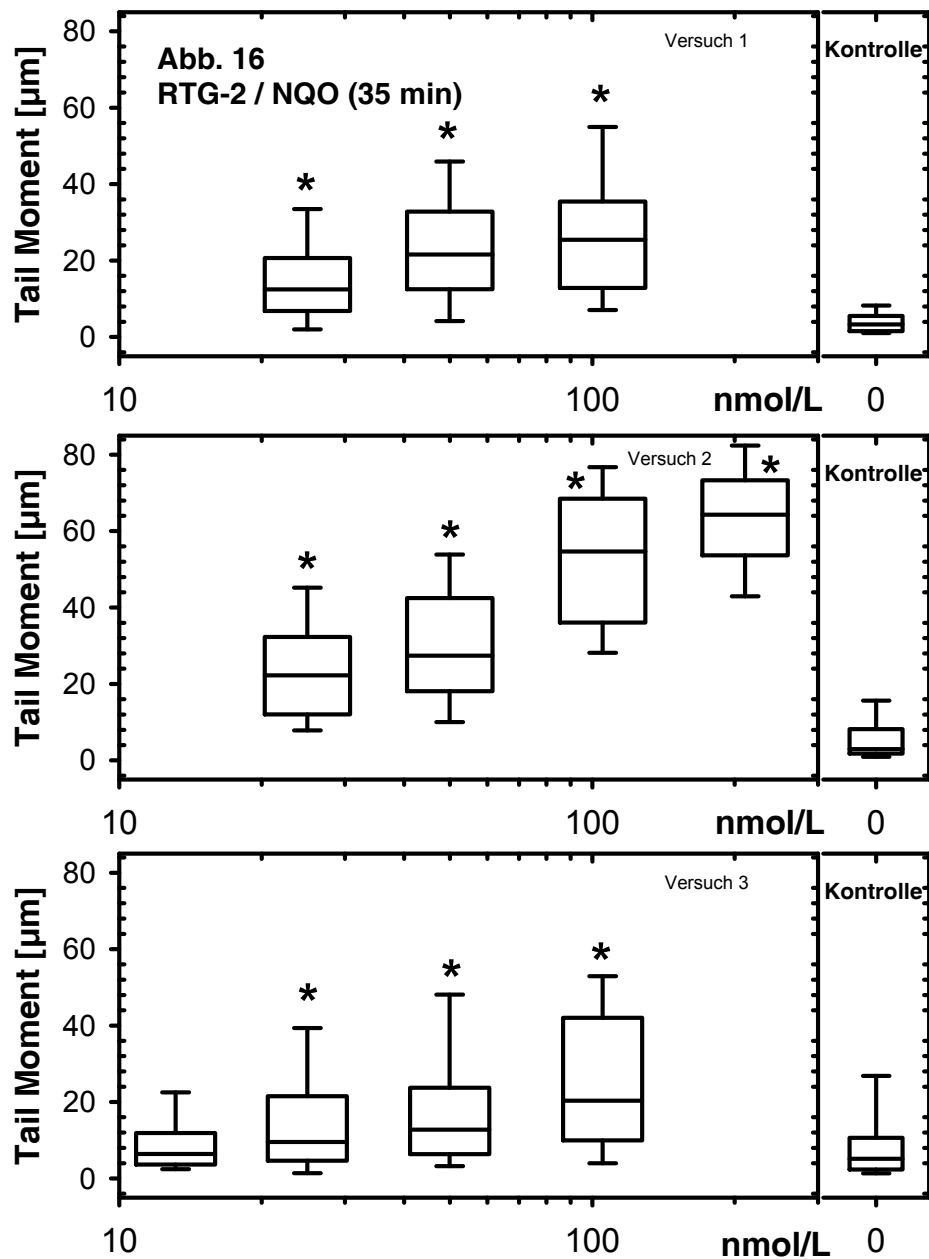 80
60
40
20
0
Tail Moment [µm]
Abb. 16
RTG-2 / NQO (35 min)
Versuch 1
Kontrolle
*
*
*
10
100
nmol/L
0
80
60
40
20
0
Tail Moment [µm]
Versuch 2
Kontrolle
*
*
*
*
10
100
nmol/L
0
80
60
40
20
0
Tail Moment [µm]
Versuch 3
Kontrolle
*
*
*
10
100
nmol/L
0